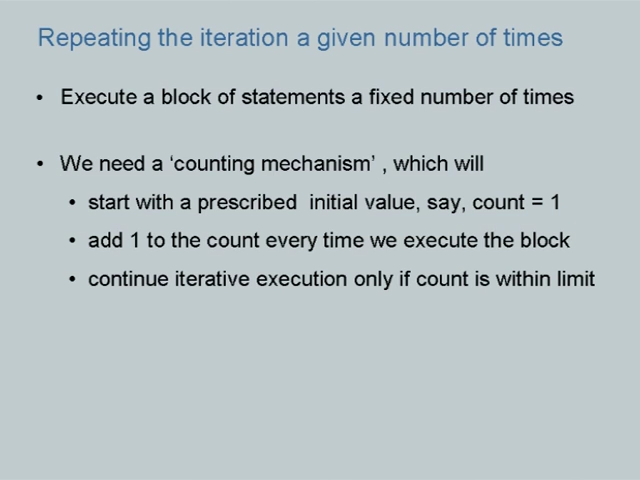 Repeating the iteration a given number of times
• Execute a block of statements a fixed number of times
• We need a ‘counting mechanism’ , which will
• start with a prescribed initial value, say, count = 1
• add 1 to the count every time we execute the block
• continue iterative execution only if count is within limit